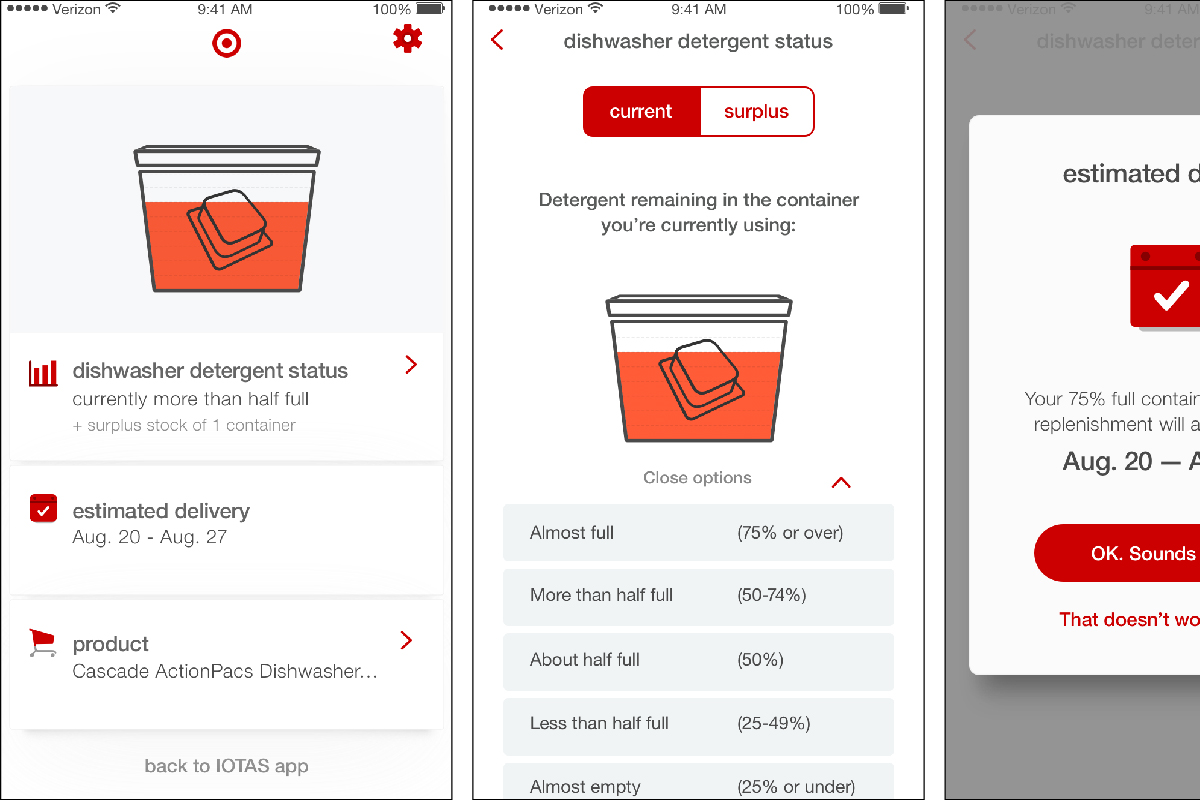 Verizon 9:41 AM 100%
dishwasher detergent status
currently more than half full
+ surplus stock of 1 container
estimated delivery
Aug. 20 - Aug. 27
product
Cascade ActionPacs Dishwasher...
back to IOTAS app
Verizon 9:41 AM 100%
dishwasher detergent status
current surplus
Detergent remaining in the container
you're currently using:
Close options
Almost full (75% or over)
More than half full (50-74%)
About half full (50%)
Less than half full (25-49%)
Almost empty (25% or under)
Verizon 9:41 AM
dishwasher deter
estimated d
Your 75% full contain
replenishment will a
Aug. 20 — A
OK. Sounds
That doesn't wo